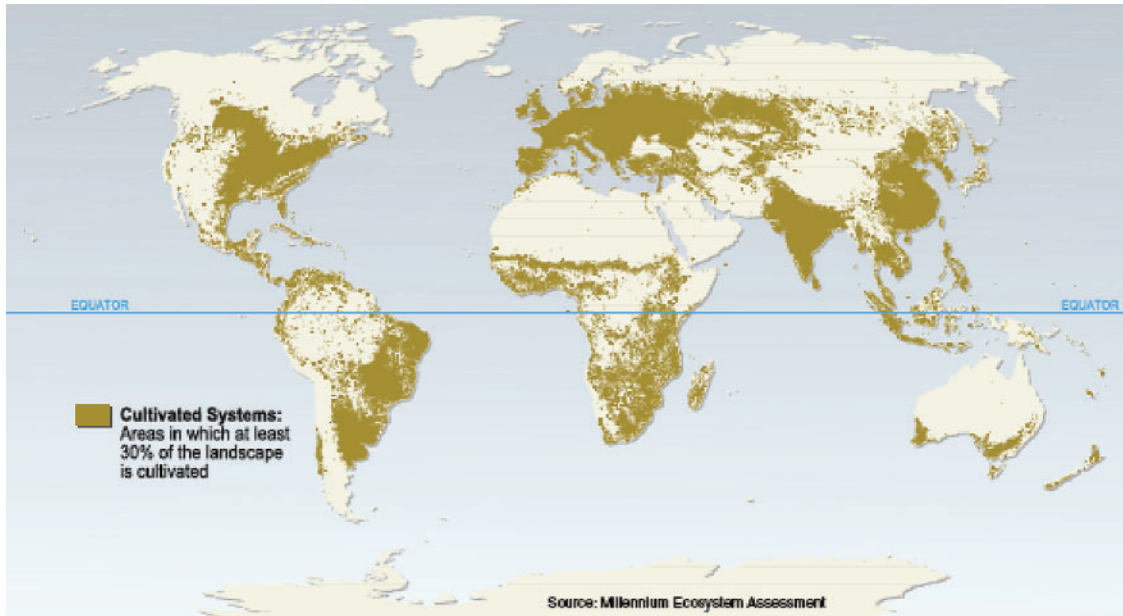 EQUATOR
EQUATOR
Cultivated Systems:
Areas in which at least
30% of the landscape
is cultivated
Source: Millennium Ecosystem Assessment